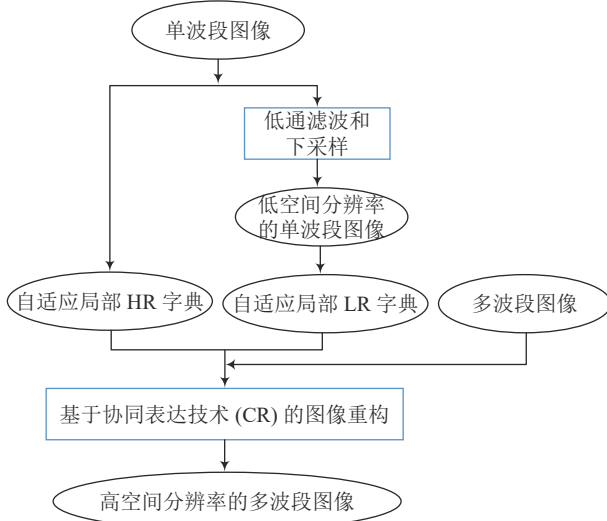 单波段图像
低通滤波和
下采样
低空间分辨率
的单波段图像
自适应局部 HR 字典
自适应局部 LR 字典
多波段图像
基于协同表达技术 (CR) 的图像重构
高空间分辨率的多波段图像